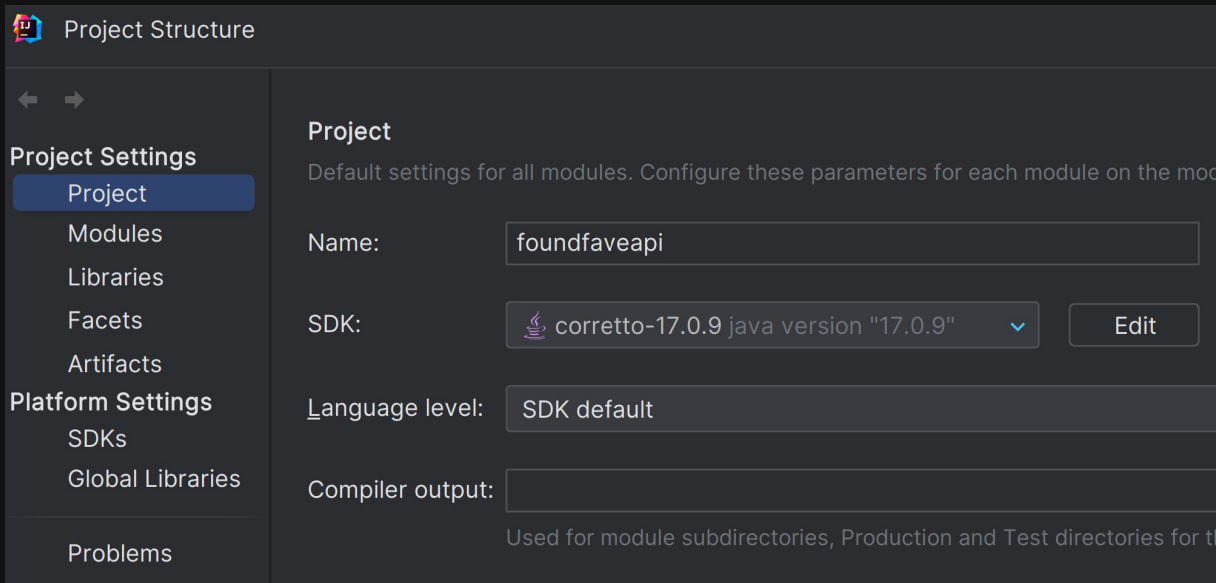 Project Structure
Project Settings
Project
Modules
Libraries
Facets
Artifacts
Platform Settings
SDKs
Global Libraries
Problems
Project
Default settings for all modules. Configure these parameters for each module on the
Name: foundfaveapi
SDK: corretto-17.0.9 java version "17.0.9" Edit
Language level: SDK default
Compiler output:
Used for module subdirectories, Production and Test directories for